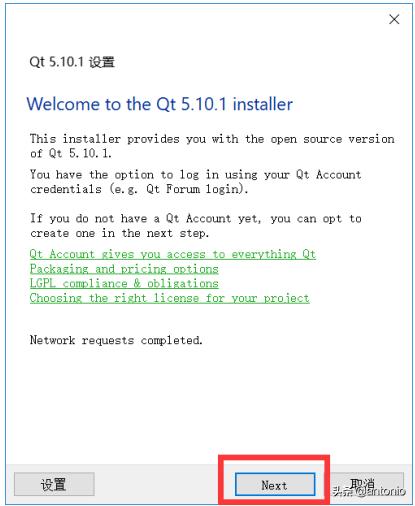 Qt 5.10.1 设置
Welcome to the Qt 5.10.1 installer
This installer provides you with the open source version
of Qt 5.10.1.
You have the option to log in using your Qt Account
credentials (e.g. Qt Forum login).
If you do not have a Qt Account yet, you can opt to
create one in the next step.
Qt Account gives you access to everything Qt
Packaging and pricing options
LGPL compliance & obligations
Choosing the right license for your project
Network requests completed.
设置
Next
取消
头条 @antonio